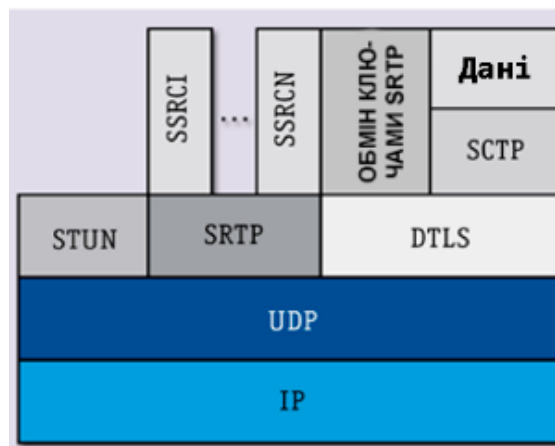 SSRCI
...
SSRCN
ОБМІН КЛЮ-
ЧАМИ SRTP
Дані
SCTP
STUN
SRTP
DTLS
UDP
IP